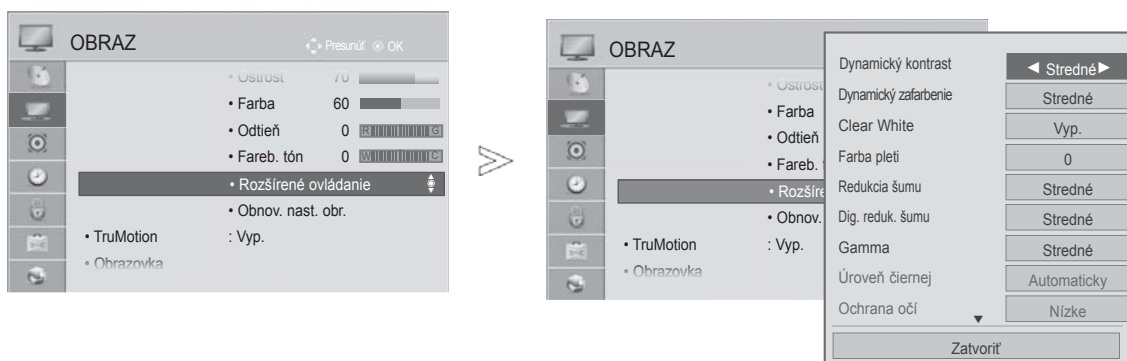 OBRAZ
Presunúť OK
• Ostrosť 70
• Farba 60
• Odtieň 0 R G
• Fareb. tón 0 W C
• Rozšírené ovládanie
• Obnov. nast. obr.
• TruMotion : Vyp.
• Obrazovka
OBRAZ
• Ostrosť
• Farba
• Odtieň
• Fareb.
• Rozšíre
• Obnov.
• TruMotion : Vyp.
• Obrazovka
Dynamický kontrast ◄ Stredné ►
Dynamický zafarbenie Stredné
Clear White Vyp.
Farba pleti 0
Redukcia šumu Stredné
Dig. reduk. šumu Stredné
Gamma Stredné
Úroveň čiernej Automaticky
Ochrana očí Nízke
Zatvoriť